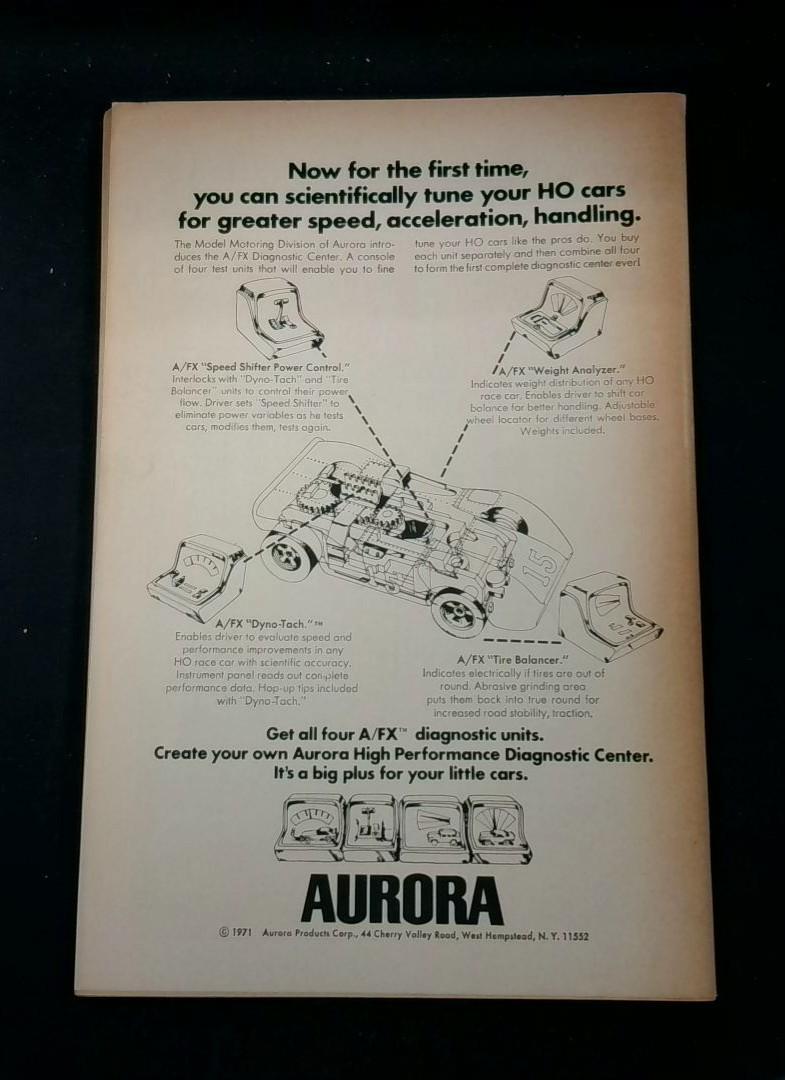 Now for the first time,
you can scientifically tune your HO cars
for greater speed, acceleration, handling.
The Model Motoring Division of Aurora intro-
duces the A/FX Diagnostic Center. A console
of four test units that will enable you to fine
tune your HO cars like the pros do. You buy
each unit separately and then combine all four
to form the first complete diagnostic center ever!
A/FX "Speed Shifter Power Control."
Interlocks with "Dyno-Tach" and "Tire
Balancer" units to control their power
flow. Driver sets "Speed Shifter" to
eliminate power variables as he tests
cars, modifies them, tests again.
A/FX "Weight Analyzer."
Indicates weight distribution of any HO
race car. Enables driver to shift car
balance for better handling. Adjustable
wheel locator for different wheel bases.
Weights included.
15
A/FX "Dyno-Tach."™
Enables driver to evaluate speed and
performance improvements in any
HO race car with scientific accuracy.
Instrument panel reads out complete
performance data. Hop-up tips included
with "Dyno-Tach."
A/FX "Tire Balancer."
Indicates electrically if tires are out of
round. Abrasive grinding area
puts them back into true round for
increased road stability, traction.
Get all four A/FX™ diagnostic units.
Create your own Aurora High Performance Diagnostic Center.
It's a big plus for your little cars.
AURORA
© 1971 Aurora Products Corp., 44 Cherry Valley Road, West Hempstead, N. Y. 11552